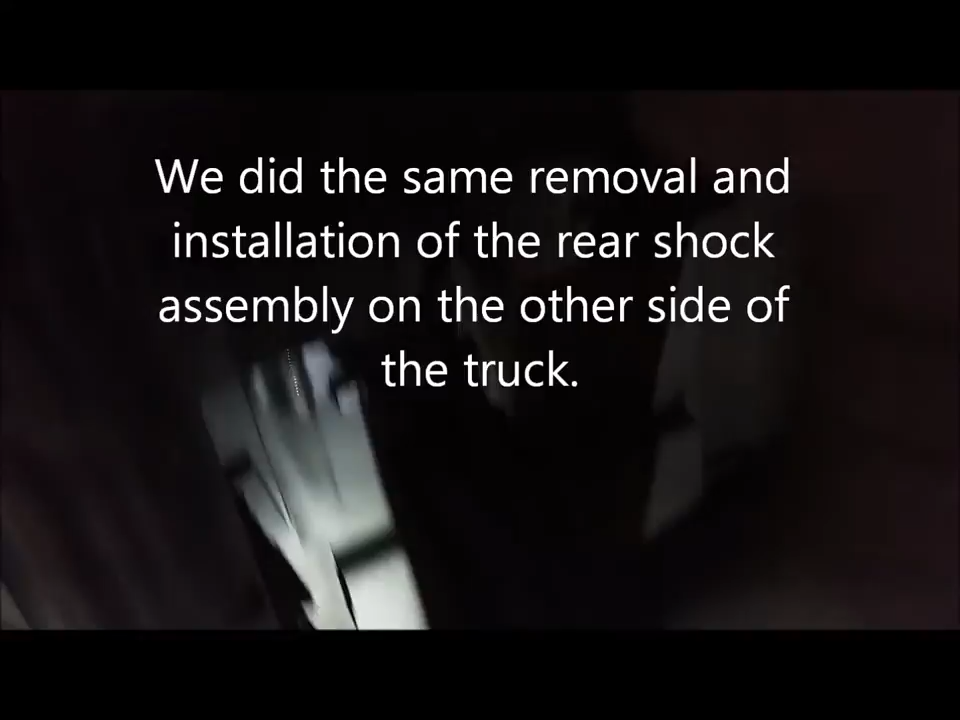 We did the same removal and
installation of the rear shock
assembly on the other side of
the truck.